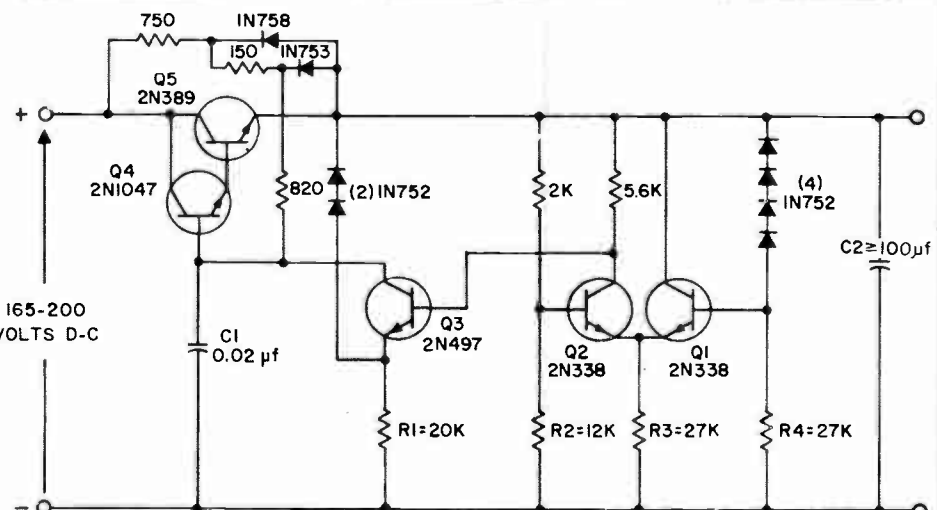 750
IN758
150
IN753
Q5
2N389
+
Q4
2N1047
820
(2) IN752
2K
5.6K
(4)
IN752
C2≥100µf
165-200
VOLTS D-C
C1
0.02 µf
Q3
2N497
Q2
2N338
Q1
2N338
R1=20K
R2=12K
R3=27K
R4=27K
−